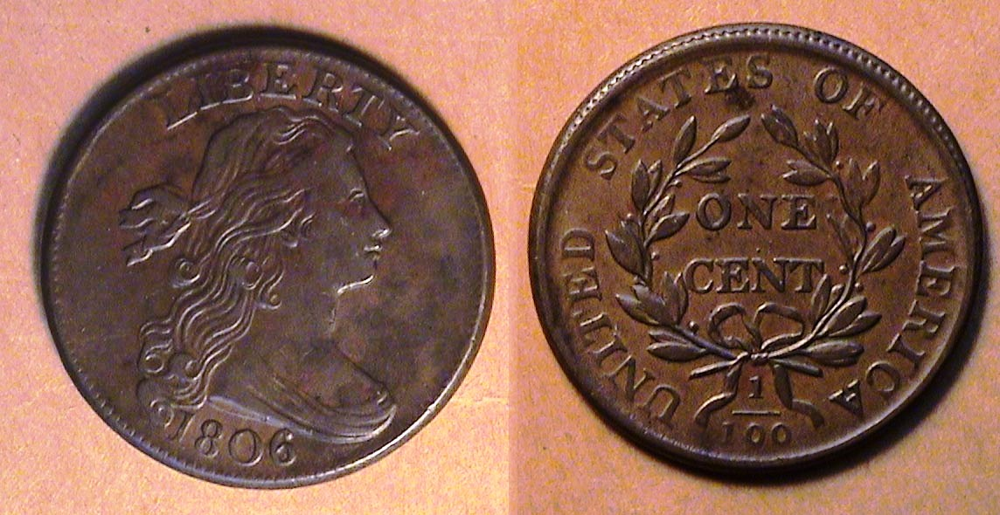 LIBERTY
1806
UNITED STATES OF AMERICA
ONE
CENT
1
100